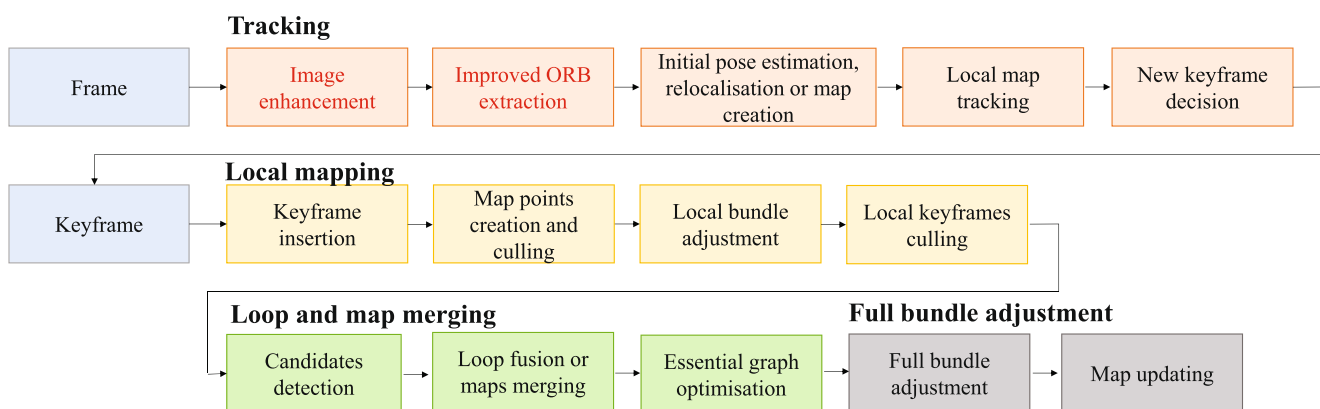 Tracking
Frame
Image
enhancement
Improved ORB
extraction
Initial pose estimation,
relocalisation or map
creation
Local map
tracking
New keyframe
decision
Local mapping
Keyframe
Keyframe
insertion
Map points
creation and
culling
Local bundle
adjustment
Local keyframes
culling
Loop and map merging
Full bundle adjustment
Candidates
detection
Loop fusion or
maps merging
Essential graph
optimisation
Full bundle
adjustment
Map updating